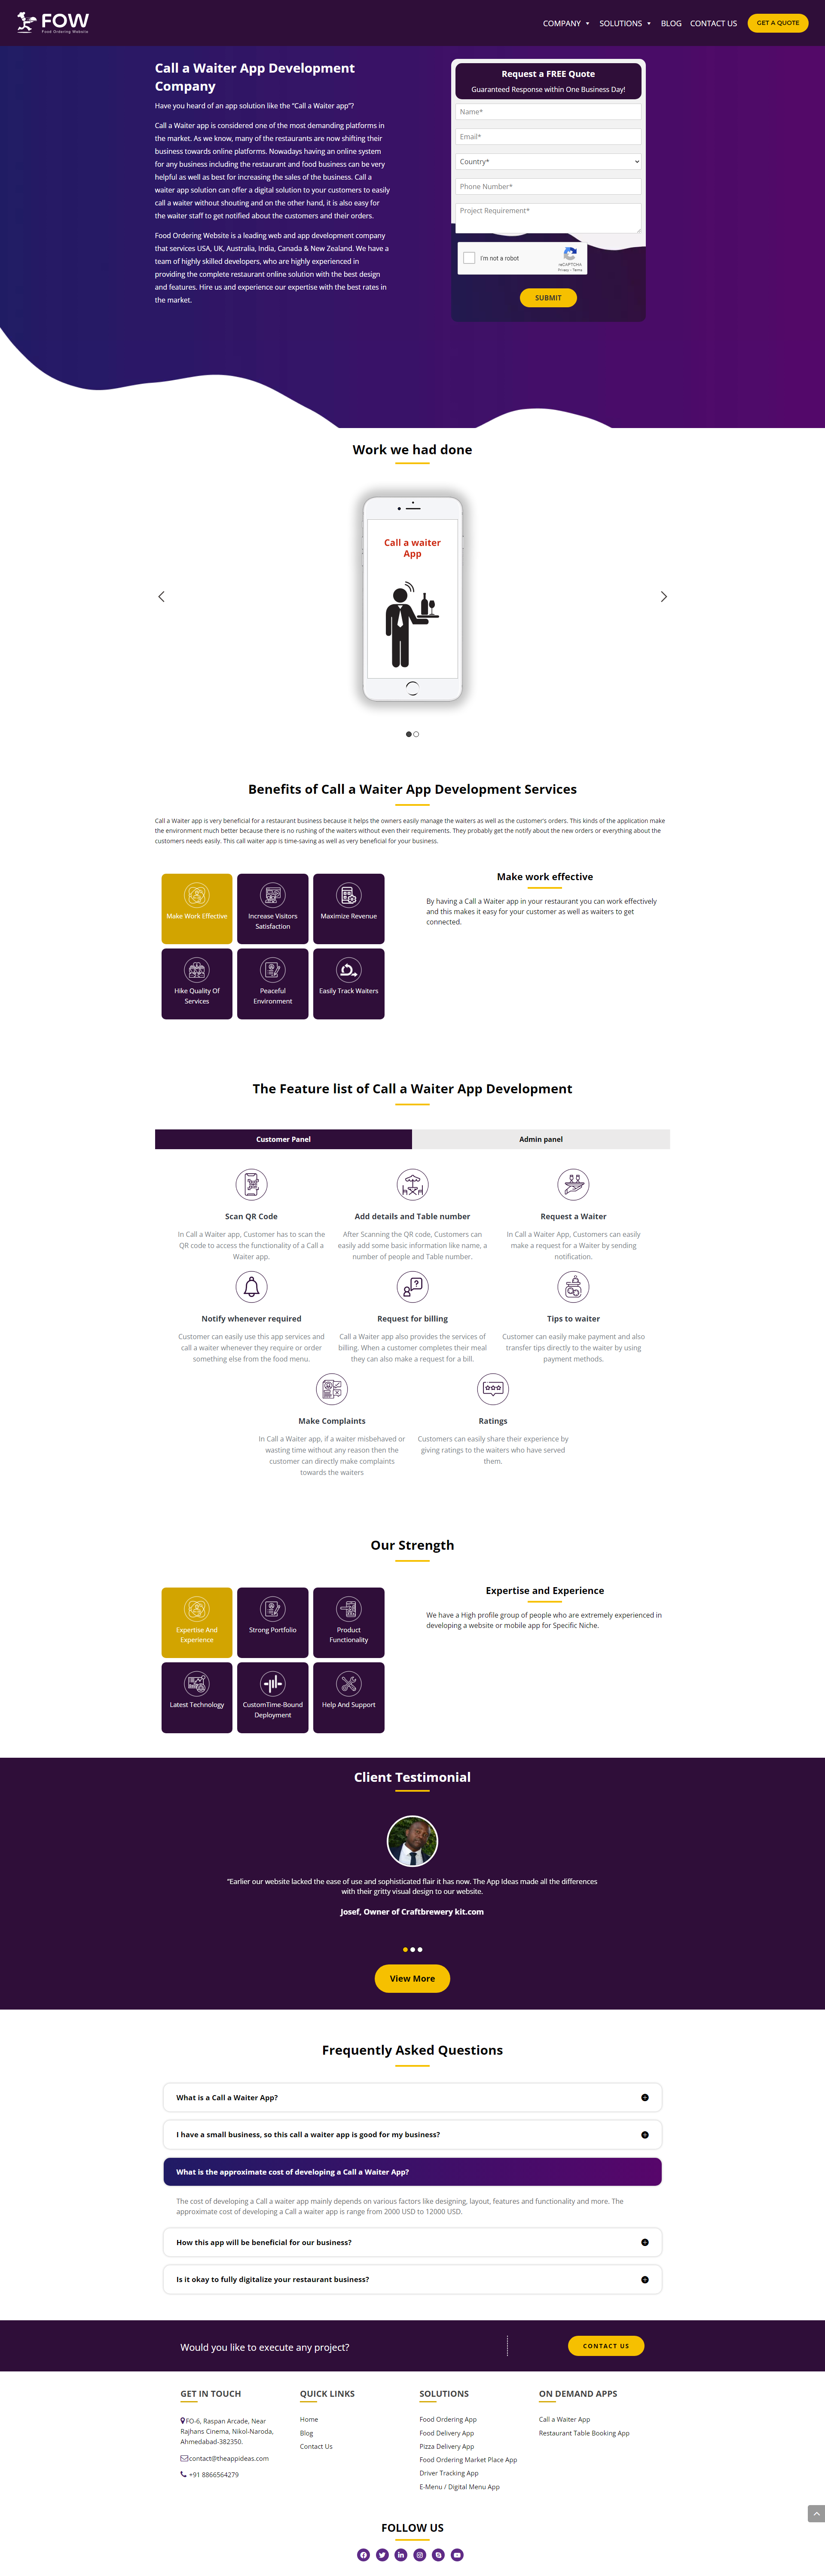 FOW
Food Ordering Website
COMPANY
SOLUTIONS
BLOG
CONTACT US
GET A QUOTE
Call a Waiter App Development
Company
Have you heard of an app solution like the “Call a Waiter app”?
Call a Waiter app is considered one of the most demanding platforms in
the market. As we know, many of the restaurants are now shifting their
business towards online platforms. Nowadays having an online system
for any business including the restaurant and food business can be very
helpful as well as best for increasing the sales of the business. Call a
waiter app solution can offer a digital solution to your customers to easily
call a waiter without shouting and on the other hand, it is also easy for
the waiter staff to get notified about the customers and their orders.
Food Ordering Website is a leading web and app development company
that services USA, UK, Australia, India, Canada & New Zealand. We have a
team of highly skilled developers, who are highly experienced in
providing the complete restaurant online solution with the best design
and features. Hire us and experience our expertise with the best rates in
the market.
Request a FREE Quote
Guaranteed Response within One Business Day!
Name*
Email*
Country*
Phone Number*
Project Requirement*
I'm not a robot
reCAPTCHA
Privacy - Terms
SUBMIT
Work we had done
Call a waiter
App
Benefits of Call a Waiter App Development Services
Call a Waiter app is very beneficial for a restaurant business because it helps the owners easily manage the waiters as well as the customer's orders. This kinds of the application make
the environment much better because there is no rushing of the waiters without even their requirements. They probably get the notify about the new orders or everything about the
customers needs easily. This call waiter app is time-saving as well as very beneficial for your business.
Make Work Effective
Increase Visitors
Satisfaction
Maximize Revenue
Hike Quality Of
Services
Peaceful
Environment
Easily Track Waiters
Make work effective
By having a Call a Waiter app in your restaurant you can work effectively
and this makes it easy for your customer as well as waiters to get
connected.
The Feature list of Call a Waiter App Development
Customer Panel
Admin panel
Scan QR Code
In Call a Waiter app, Customer has to scan the
QR code to access the functionality of a Call a
Waiter app.
Add details and Table number
After Scanning the QR code, Customers can
easily add some basic information like name, a
number of people and Table number.
Request a Waiter
In Call a Waiter App, Customers can easily
make a request for a Waiter by sending
notification.
Notify whenever required
Customer can easily use this app services and
call a waiter whenever they require or order
something else from the food menu.
Request for billing
Call a Waiter app also provides the services of
billing. When a customer completes their meal
they can also make a request for a bill.
Tips to waiter
Customer can easily make payment and also
transfer tips directly to the waiter by using
payment methods.
Make Complaints
In Call a Waiter app, if a waiter misbehaved or
wasting time without any reason then the
customer can directly make complaints
towards the waiters
Ratings
Customers can easily share their experience by
giving ratings to the waiters who have served
them.
Our Strength
Expertise And
Experience
Strong Portfolio
Product
Functionality
Latest Technology
CustomTime-Bound
Deployment
Help And Support
Expertise and Experience
We have a High profile group of people who are extremely experienced in
developing a website or mobile app for Specific Niche.
Client Testimonial
“Earlier our website lacked the ease of use and sophisticated flair it has now. The App Ideas made all the differences
with their gritty visual design to our website.
Josef, Owner of Craftbrewery kit.com
View More
Frequently Asked Questions
What is a Call a Waiter App?
I have a small business, so this call a waiter app is good for my business?
What is the approximate cost of developing a Call a Waiter App?
The cost of developing a Call a waiter app mainly depends on various factors like designing, layout, features and functionality and more. The
approximate cost of developing a Call a waiter app is range from 2000 USD to 12000 USD.
How this app will be beneficial for our business?
Is it okay to fully digitalize your restaurant business?
Would you like to execute any project?
CONTACT US
GET IN TOUCH
FO-6, Raspan Arcade, Near
Rajhans Cinema, Nikol-Naroda,
Ahmedabad-382350.
contact@theappideas.com
+91 8866564279
QUICK LINKS
Home
Blog
Contact Us
SOLUTIONS
Food Ordering App
Food Delivery App
Pizza Delivery App
Food Ordering Market Place App
Driver Tracking App
E-Menu / Digital Menu App
ON DEMAND APPS
Call a Waiter App
Restaurant Table Booking App
FOLLOW US